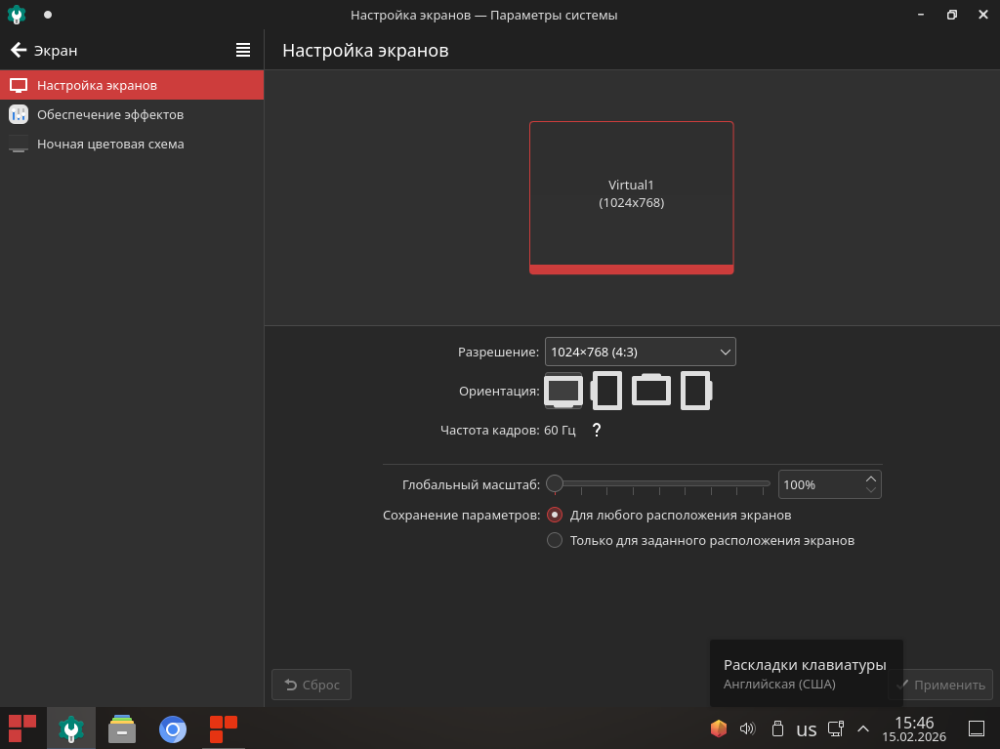 Настройка экранов — Параметры системы
Экран
Настройка экранов
Настройка экранов
Обеспечение эффектов
Ночная цветовая схема
Virtual1
(1024x768)
Разрешение: 1024×768 (4:3)
Ориентация:
Частота кадров: 60 Гц ?
Глобальный масштаб: 100%
Сохранение параметров: Для любого расположения экранов
Только для заданного расположения экранов
Раскладки клавиатуры
Английская (США)
Сброс
Применить
us
15:46
15.02.2026